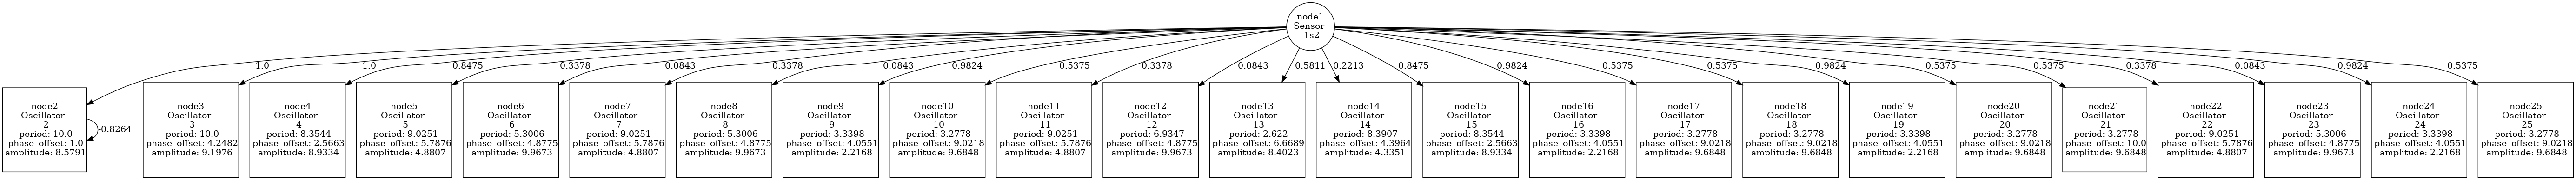 node1
Sensor
1s2
1.0
1.0
0.8475
0.3378
-0.0843
0.3378
-0.0843
0.9824
-0.5375
0.3378
-0.0843
-0.5811
0.2213
0.8475
0.9824
-0.5375
-0.5375
0.9824
-0.5375
-0.5375
0.3378
-0.0843
0.9824
-0.5375
node2
Oscillator
2
period: 10.0
phase_offset: 1.0
amplitude: 8.5791
-0.8264
node3
Oscillator
3
period: 10.0
phase_offset: 4.2482
amplitude: 9.1976
node4
Oscillator
4
period: 8.3544
phase_offset: 2.5663
amplitude: 8.9334
node5
Oscillator
5
period: 9.0251
phase_offset: 5.7876
amplitude: 4.8807
node6
Oscillator
6
period: 5.3006
phase_offset: 4.8775
amplitude: 9.9673
node7
Oscillator
7
period: 9.0251
phase_offset: 5.7876
amplitude: 4.8807
node8
Oscillator
8
period: 5.3006
phase_offset: 4.8775
amplitude: 9.9673
node9
Oscillator
9
period: 3.3398
phase_offset: 4.0551
amplitude: 2.2168
node10
Oscillator
10
period: 3.2778
phase_offset: 9.0218
amplitude: 9.6848
node11
Oscillator
11
period: 9.0251
phase_offset: 5.7876
amplitude: 4.8807
node12
Oscillator
12
period: 6.9347
phase_offset: 4.8775
amplitude: 9.9673
node13
Oscillator
13
period: 2.622
phase_offset: 6.6689
amplitude: 8.4023
node14
Oscillator
14
period: 8.3907
phase_offset: 4.3964
amplitude: 4.3351
node15
Oscillator
15
period: 8.3544
phase_offset: 2.5663
amplitude: 8.9334
node16
Oscillator
16
period: 3.3398
phase_offset: 4.0551
amplitude: 2.2168
node17
Oscillator
17
period: 3.2778
phase_offset: 9.0218
amplitude: 9.6848
node18
Oscillator
18
period: 3.2778
phase_offset: 9.0218
amplitude: 9.6848
node19
Oscillator
19
period: 3.3398
phase_offset: 4.0551
amplitude: 2.2168
node20
Oscillator
20
period: 3.2778
phase_offset: 9.0218
amplitude: 9.6848
node21
Oscillator
21
period: 3.2778
phase_offset: 10.0
amplitude: 9.6848
node22
Oscillator
22
period: 9.0251
phase_offset: 5.7876
amplitude: 4.8807
node23
Oscillator
23
period: 5.3006
phase_offset: 4.8775
amplitude: 9.9673
node24
Oscillator
24
period: 3.3398
phase_offset: 4.0551
amplitude: 2.2168
node25
Oscillator
25
period: 3.2778
phase_offset: 9.0218
amplitude: 9.6848